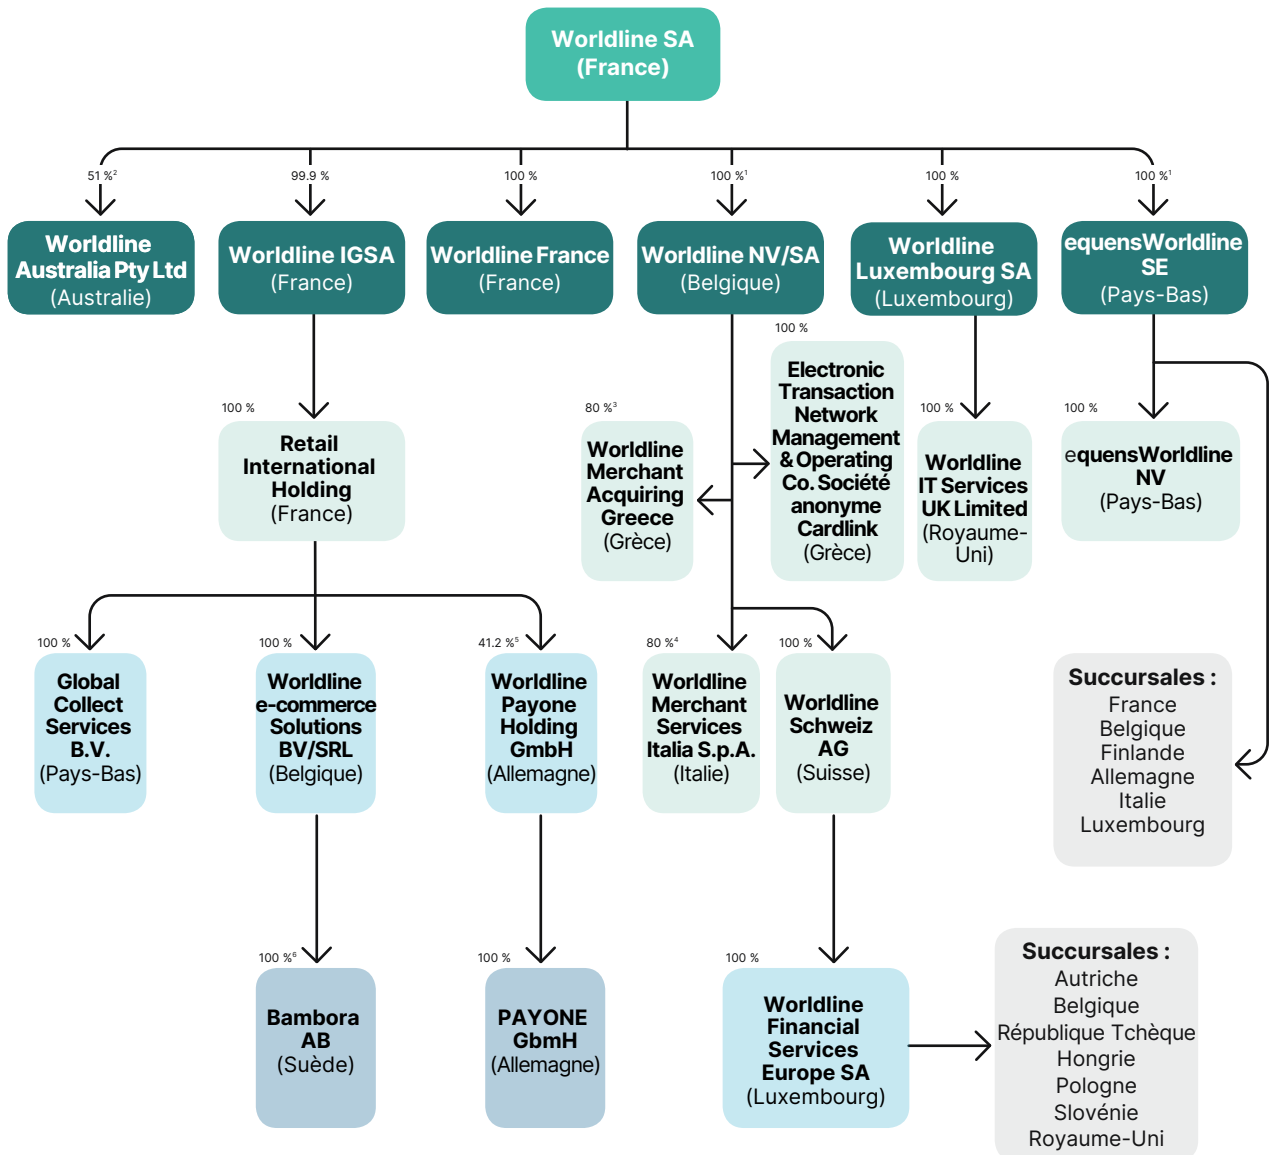 Worldline SA
(France)
51 %²
99.9 %
100 %
100 %¹
100 %
100 %¹
Worldline
Australia Pty Ltd
(Australie)
Worldline IGSA
(France)
Worldline France
(France)
Worldline NV/SA
(Belgique)
Worldline
Luxembourg SA
(Luxembourg)
equensWorldline
SE
(Pays-Bas)
100 %
Retail
International
Holding
(France)
80 %³
Worldline
Merchant
Acquiring
Greece
(Grèce)
100 %
Electronic
Transaction
Network
Management
& Operating
Co. Société
anonyme
Cardlink
(Grèce)
100 %
Worldline
IT Services
UK Limited
(Royaume-
Uni)
100 %
equensWorldline
NV
(Pays-Bas)
100 %
Global
Collect
Services
B.V.
(Pays-Bas)
100 %
Worldline
e-commerce
Solutions
BV/SRL
(Belgique)
41.2 %⁵
Worldline
Payone
Holding
GmbH
(Allemagne)
80 %⁴
Worldline
Merchant
Services
Italia S.p.A.
(Italie)
100 %
Worldline
Schweiz
AG
(Suisse)
Succursales :
France
Belgique
Finlande
Allemagne
Italie
Luxembourg
100 %⁶
Bambora
AB
(Suède)
100 %
PAYONE
GbmH
(Allemagne)
100 %
Worldline
Financial
Services
Europe SA
(Luxembourg)
Succursales :
Autriche
Belgique
République Tchèque
Hongrie
Pologne
Slovénie
Royaume-Uni